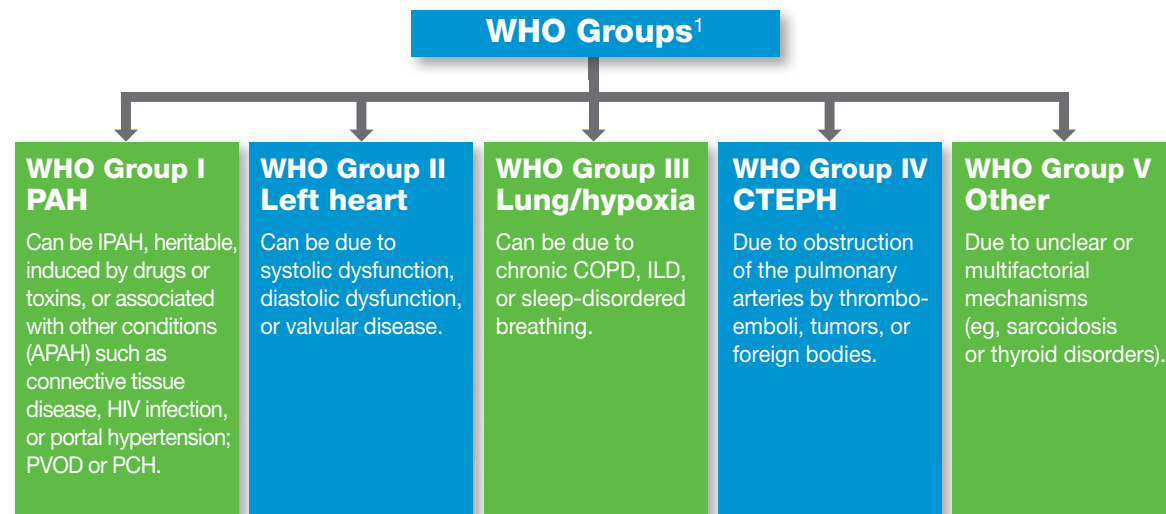 WHO Groups1
WHO Group I
PAH
Can be IPAH, heritable,
induced by drugs or
toxins, or associated
with other conditions
(APAH) such as
connective tissue
disease, HIV infection,
or portal hypertension;
PVOD or PCH.
WHO Group II
Left heart
Can be due to
systolic dysfunction,
diastolic dysfunction,
or valvular disease.
WHO Group III
Lung/hypoxia
Can be due to
chronic COPD, ILD,
or sleep-disordered
breathing.
WHO Group IV
CTEPH
Due to obstruction
of the pulmonary
arteries by thrombo-
emboli, tumors, or
foreign bodies.
WHO Group V
Other
Due to unclear or
multifactorial
mechanisms
(eg, sarcoidosis
or thyroid disorders).